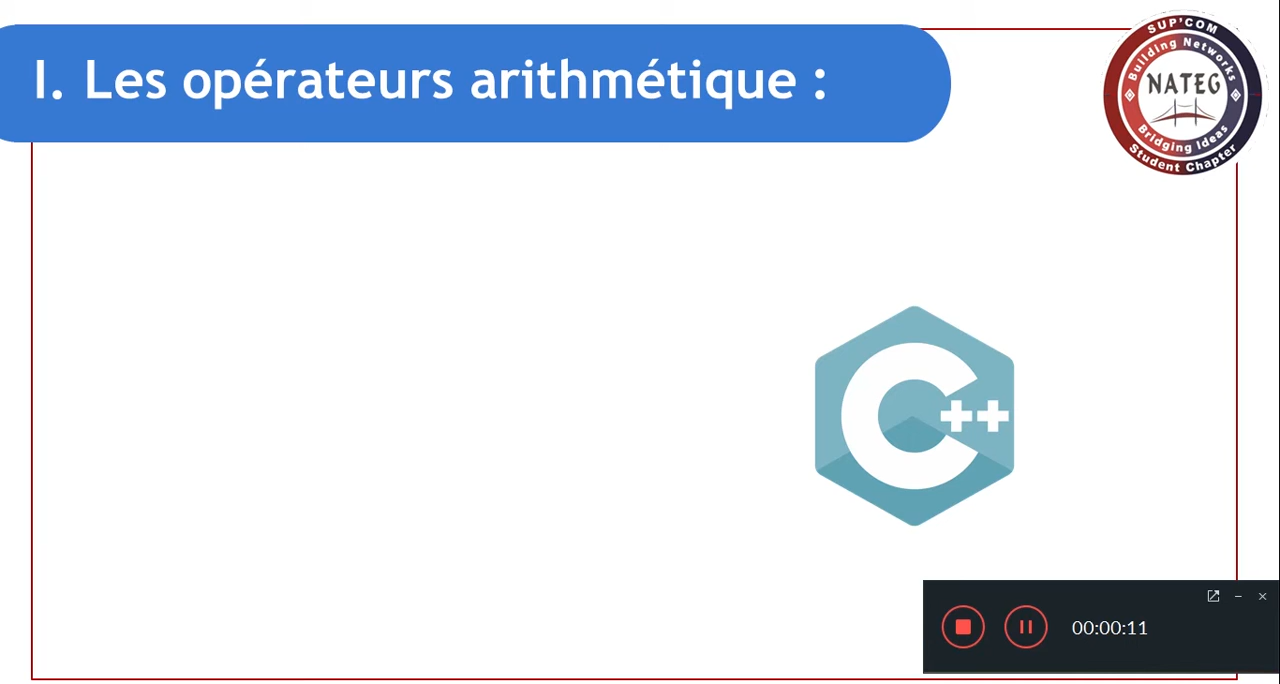 I. Les opérateurs arithmétique :
SUP'COM
Building Networks
NATEG
Bridging Ideas
Student Chapter
C++
00:00:11